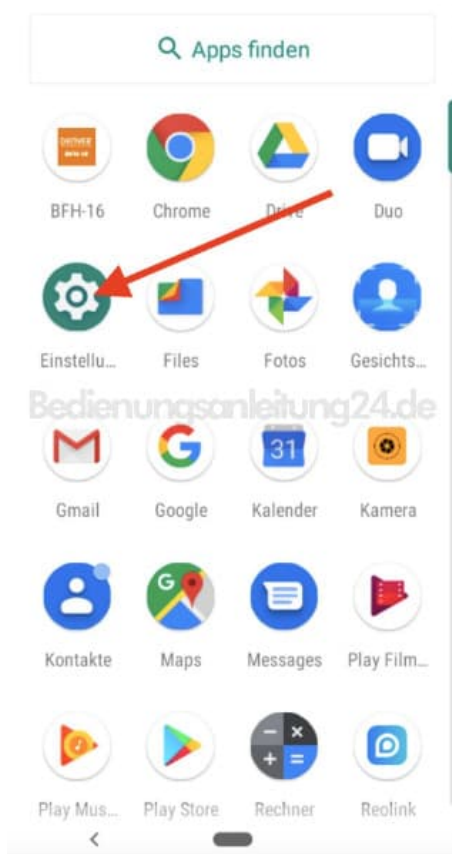 Apps finden
BFH-16 Chrome Drive Duo
Einstellu... Files Fotos Gesichts...
Bedienungsanleitung24.de
31
Gmail Google Kalender Kamera
G
Kontakte Maps Messages Play Film...
Play Mus... Play Store Rechner Reolink